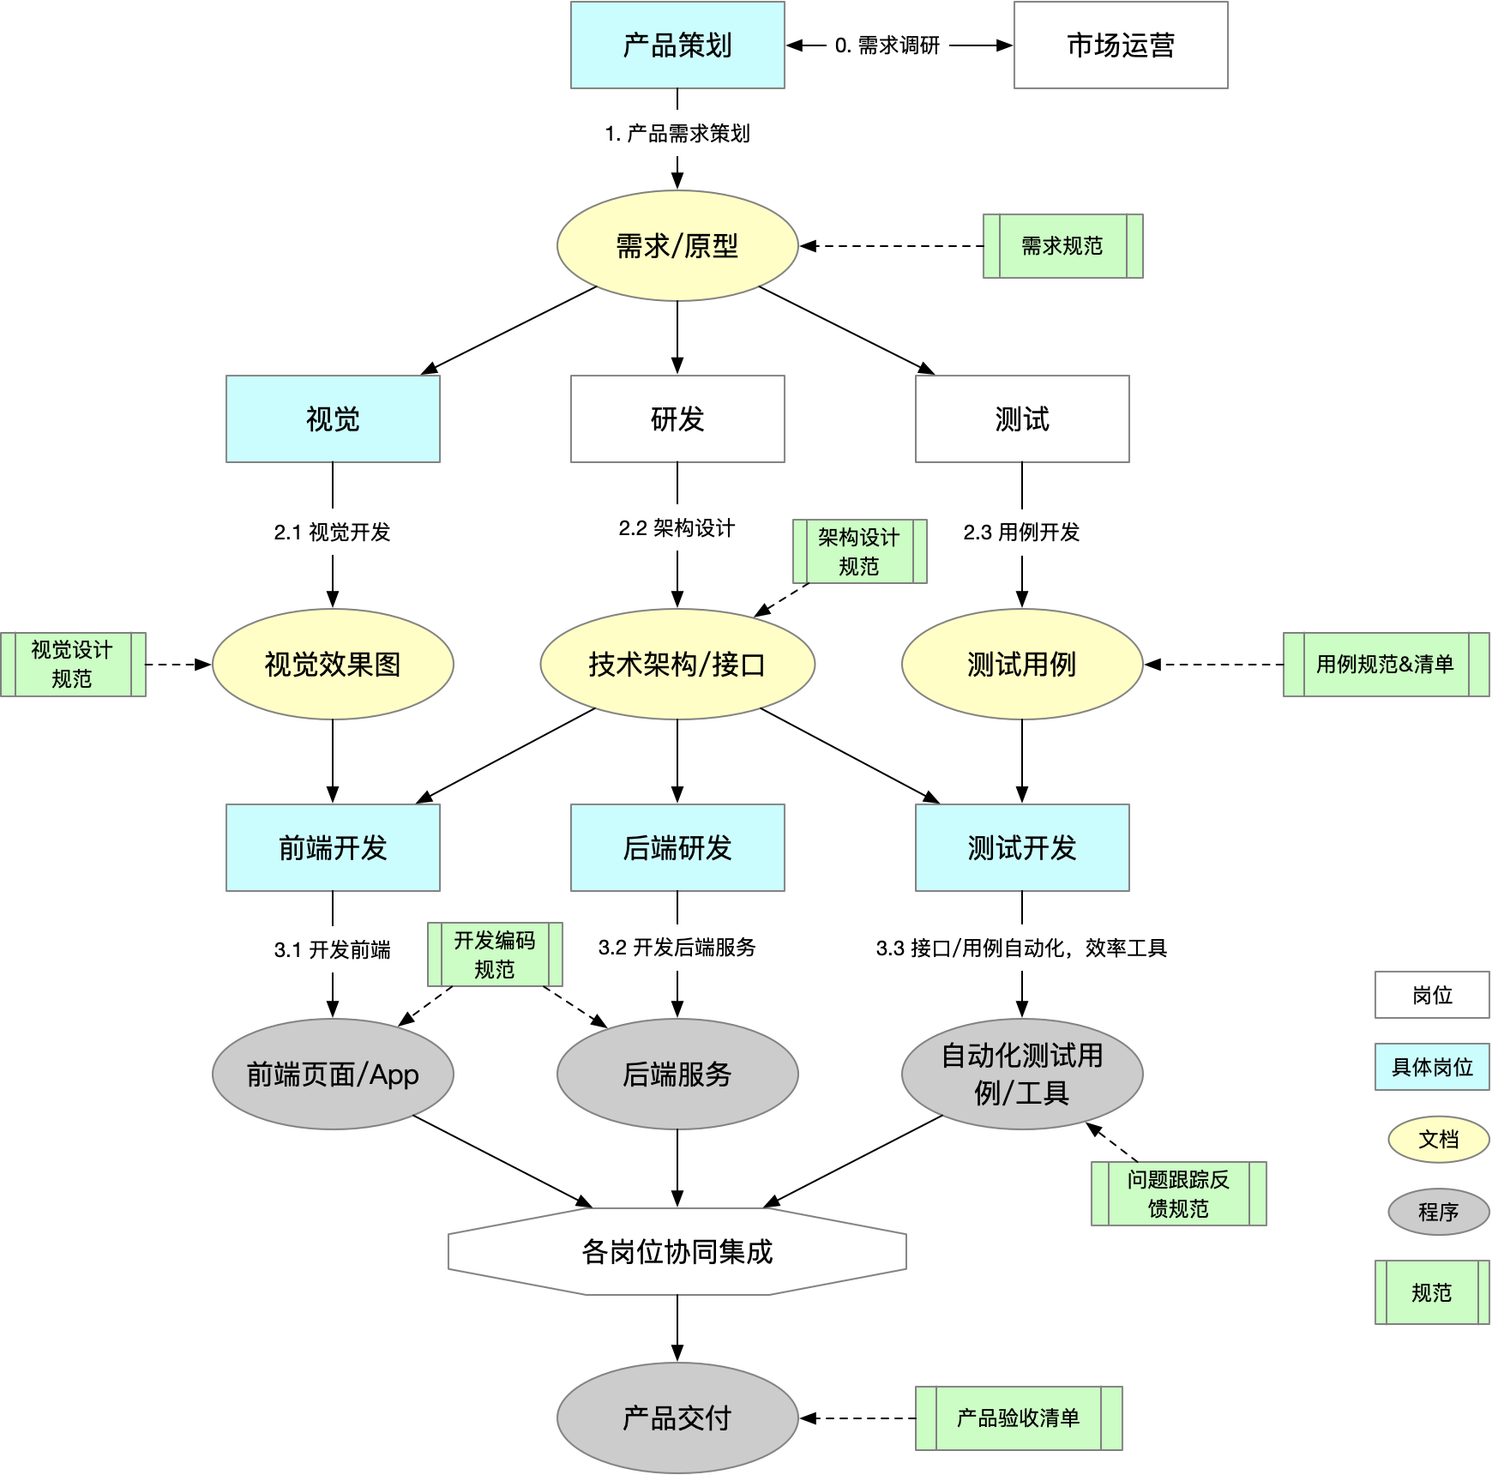 产品策划
0. 需求调研
市场运营
1. 产品需求策划
需求/原型
需求规范
视觉
研发
测试
2.1 视觉开发
2.2 架构设计
架构设计
规范
2.3 用例开发
视觉设计
规范
视觉效果图
技术架构/接口
测试用例
用例规范&清单
前端开发
后端研发
测试开发
3.1 开发前端
开发编码
规范
3.2 开发后端服务
3.3 接口/用例自动化，效率工具
前端页面/App
后端服务
自动化测试用
例/工具
问题跟踪反
馈规范
各岗位协同集成
产品交付
产品验收清单
岗位
具体岗位
文档
程序
规范